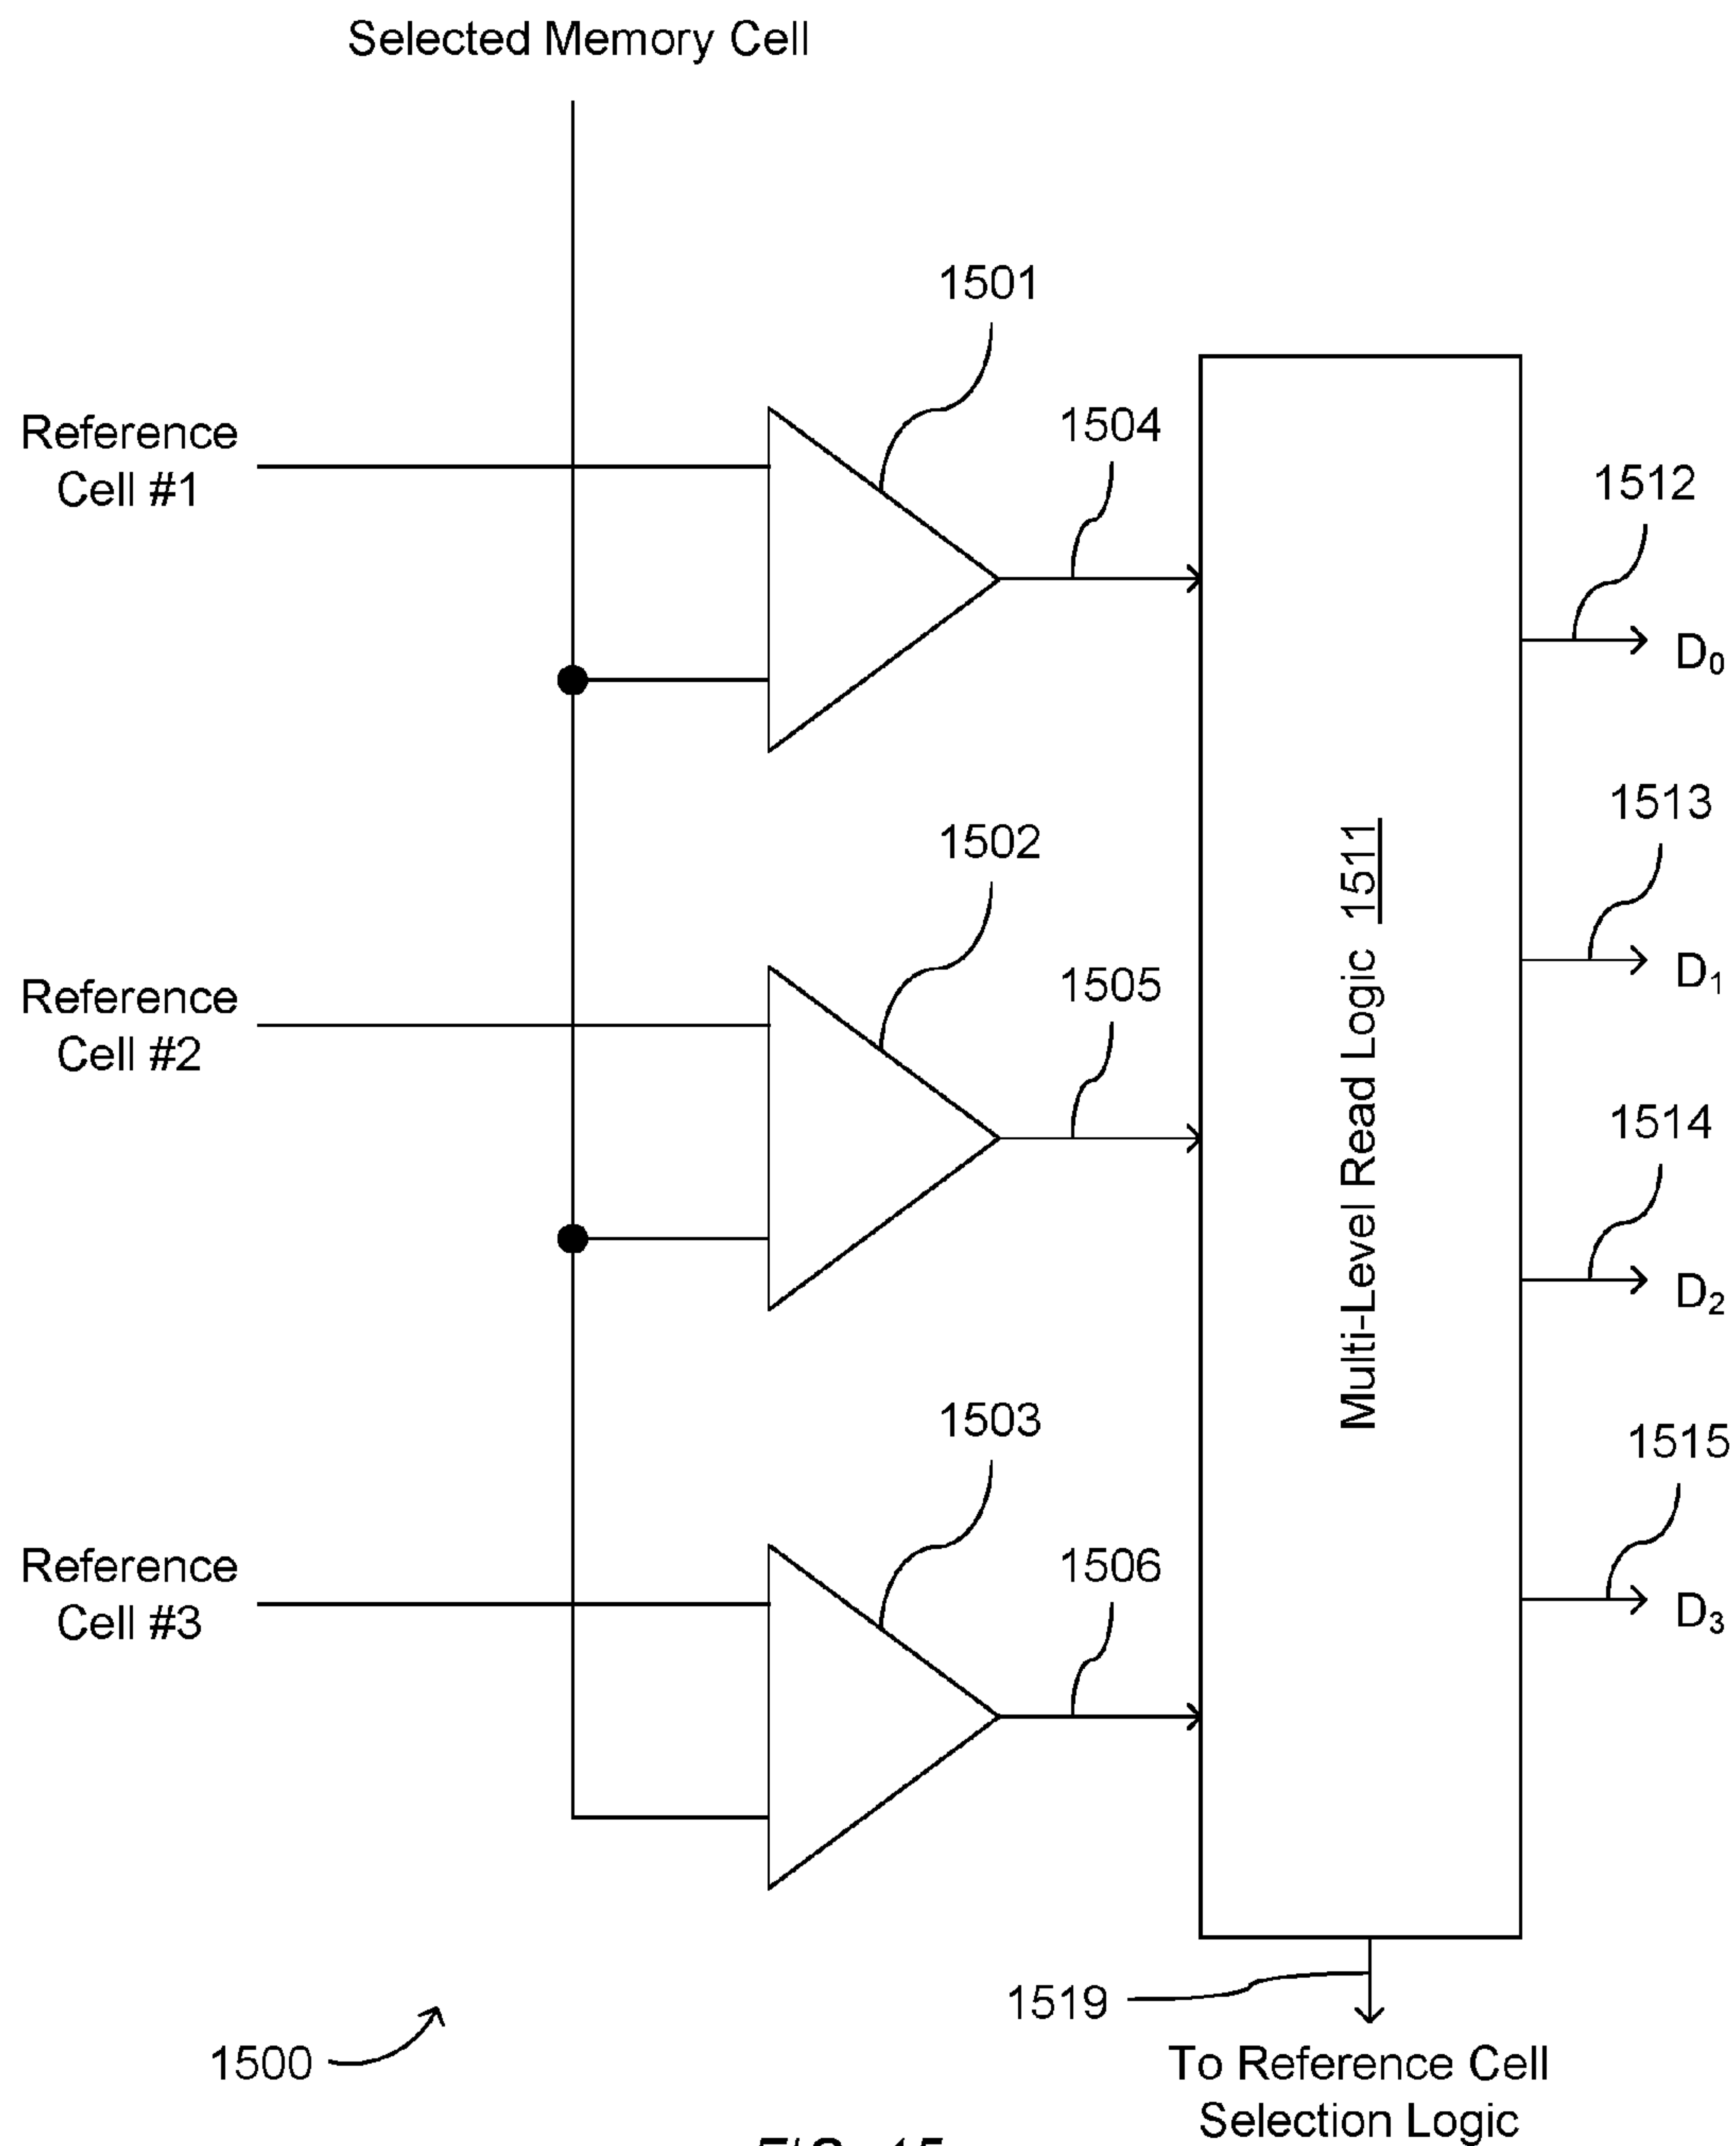 Selected Memory Cell
1501
Reference
Cell #1
1504
1512
D0
1513
1502
Reference
Cell #2
1505
D1
Multi-Level Read Logic 1511
1514
D2
1503
Reference
Cell #3
1506
1515
D3
1519
1500
To Reference Cell
Selection Logic
FIG. 15